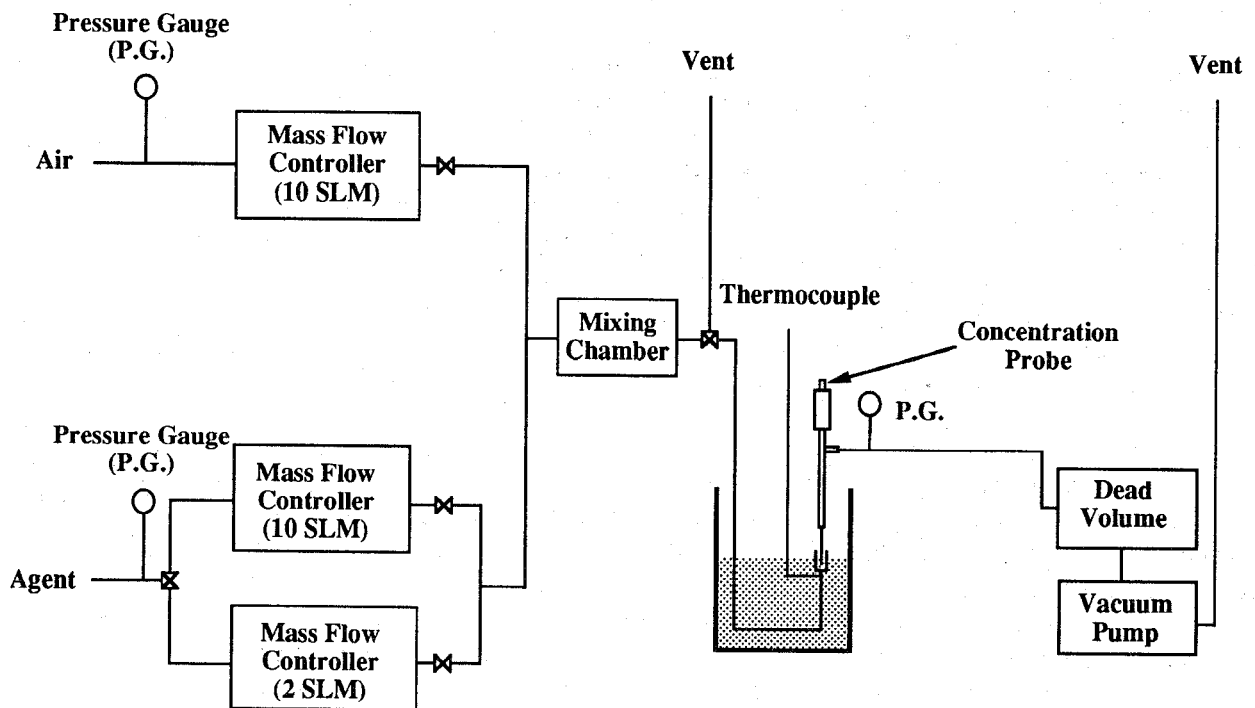 Pressure Gauge
(P.G.)
Air
Mass Flow
Controller
(10 SLM)
Vent
Vent
Mixing
Chamber
Thermocouple
Concentration
Probe
P.G.
Pressure Gauge
(P.G.)
Agent
Mass Flow
Controller
(10 SLM)
Mass Flow
Controller
(2 SLM)
Dead
Volume
Vacuum
Pump